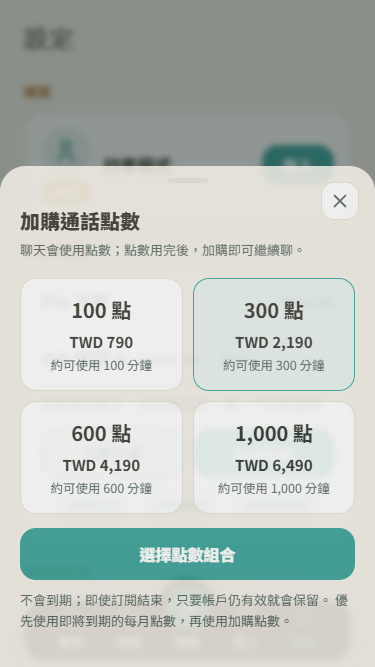 設定
加購通話點數
聊天會使用點數；點數用完後，加購即可繼續聊。
100 點
TWD 790
約可使用 100 分鐘
300 點
TWD 2,190
約可使用 300 分鐘
600 點
TWD 4,190
約可使用 600 分鐘
1,000 點
TWD 6,490
約可使用 1,000 分鐘
選擇點數組合
不會到期；即使訂閱結束，只要帳戶仍有效就會保留。 優
先使用即將到期的每月點數，再使用加購點數。